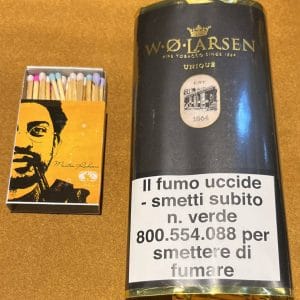 W·Ø·LARSEN
FINE TOBACCO SINCE 1864
UNIQUE
1864
Il fumo uccide
- smetti subito
n. verde
800.554.088 per
smettere di
fumare